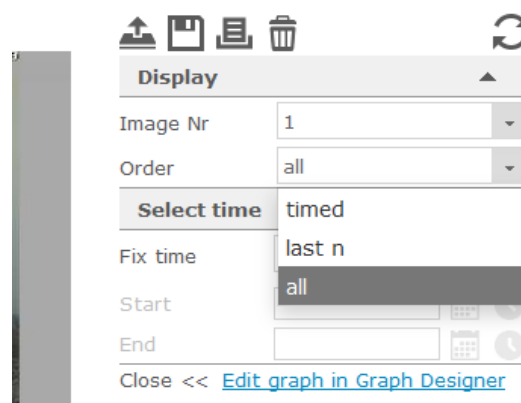 Display
Image Nr 1
Order all
Select time timed
last n
Fix time
all
Start
End
Close << Edit graph in Graph Designer